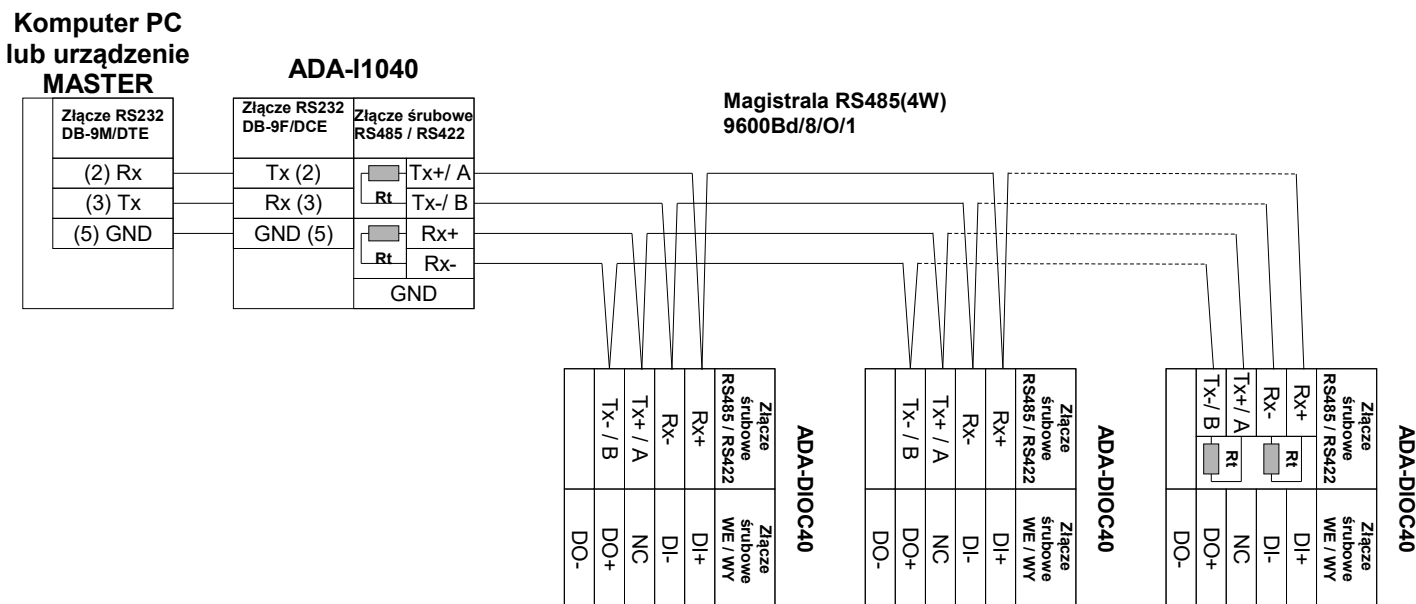 Komputer PC
lub urządzenie
MASTER
ADA-I1040
Magistrala RS485(4W)
9600Bd/8/O/1
Złącze RS232
DB-9M/DTE
(2) Rx
(3) Tx
(5) GND
Złącze RS232
DB-9F/DCE
Tx (2)
Rx (3)
GND (5)
Złącze śrubowe
RS485 / RS422
Rt
Tx+/ A
Tx-/ B
Rt
Rx+
Rx-
GND
Tx- / B
Tx+ / A
Rx-
Rx+
Złącze
śrubowe
RS485 / RS422
DO-
DO+
NC
DI-
DI+
Złącze
śrubowe
WE / WY
ADA-DIOC40
Tx- / B
Tx+ / A
Rx-
Rx+
Złącze
śrubowe
RS485 / RS422
DO-
DO+
NC
DI-
DI+
Złącze
śrubowe
WE / WY
ADA-DIOC40
Tx-/ B
Tx+/ A
Rx-
Rx+
Rt
Rt
Złącze
śrubowe
RS485 / RS422
DO-
DO+
NC
DI-
DI+
Złącze
śrubowe
WE / WY
ADA-DIOC40